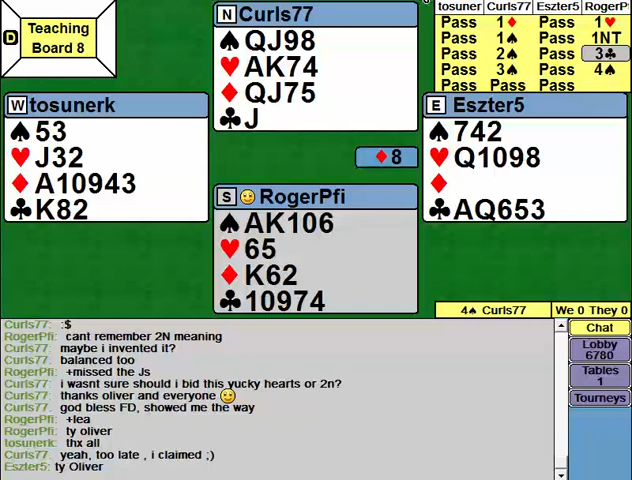 D Teaching Board 8
N Curls77
♠ QJ98
♥ AK74
♦ QJ75
♣ J
tosuner Curls77 Eszter5 RogerP
Pass 1♦ Pass 1♥
Pass 1♠ Pass 1NT
Pass 2♠ Pass 3♣
Pass 3♠ Pass 4♠
Pass Pass Pass
W tosunerk
♠ 53
♥ J32
♦ A10943
♣ K82
♦8
E Eszter5
♠ 742
♥ Q1098
♦
♣ AQ653
S RogerPfi
♠ AK106
♥ 65
♦ K62
♣ 10974
4♠ Curls77
We 0 They 0
Curls77: :$
RogerPfi: cant remember 2N meaning
Curls77: maybe i invented it?
Curls77: balanced too
RogerPfi: +missed the Js
Curls77: i wasnt sure should i bid this yucky hearts or 2n?
Curls77: thanks oliver and everyone
Curls77: god bless FD, showed me the way
RogerPfi: +lea
RogerPfi: ty oliver
tosunerk: thx all
Curls77: yeah, too late , i claimed ;)
Eszter5: ty Oliver
Chat
Lobby
6780
Tables
1
Tourneys